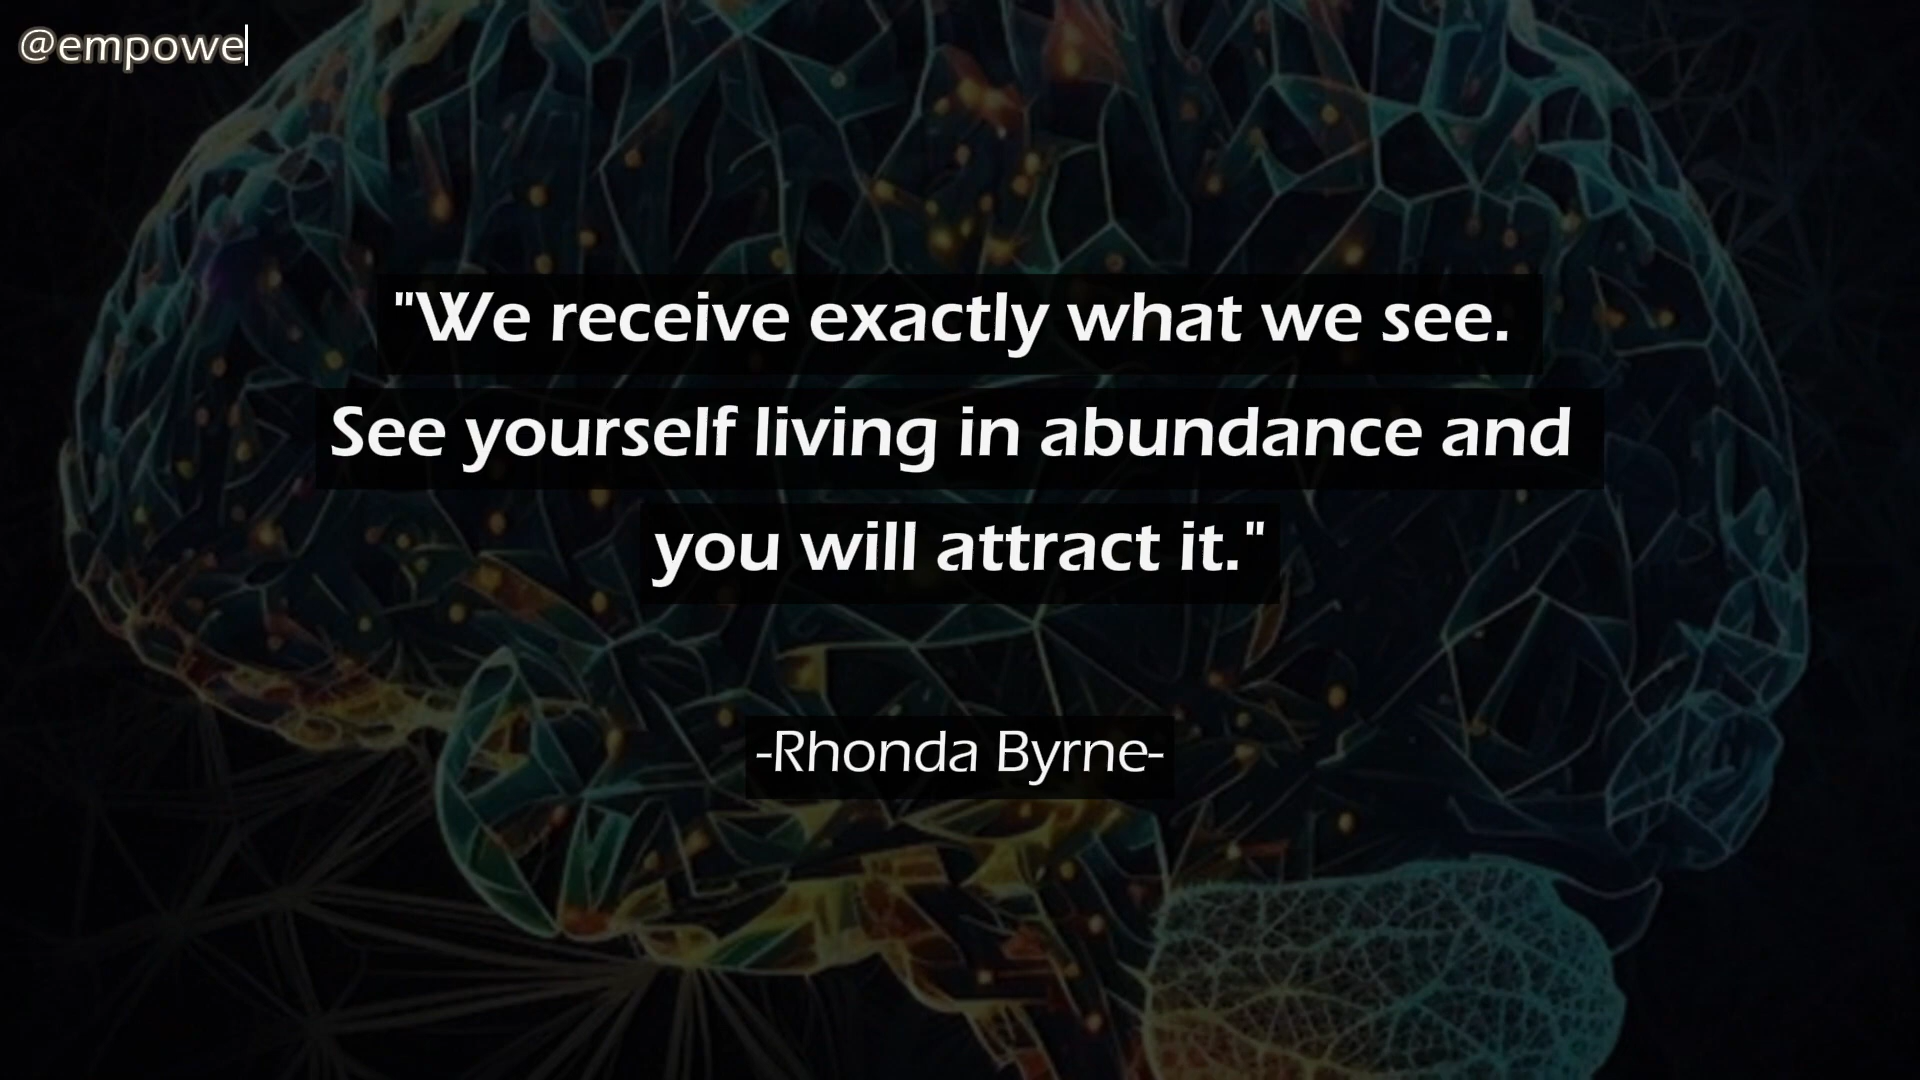 @empowe
"We receive exactly what we see.
See yourself living in abundance and
you will attract it."
-Rhonda Byrne-